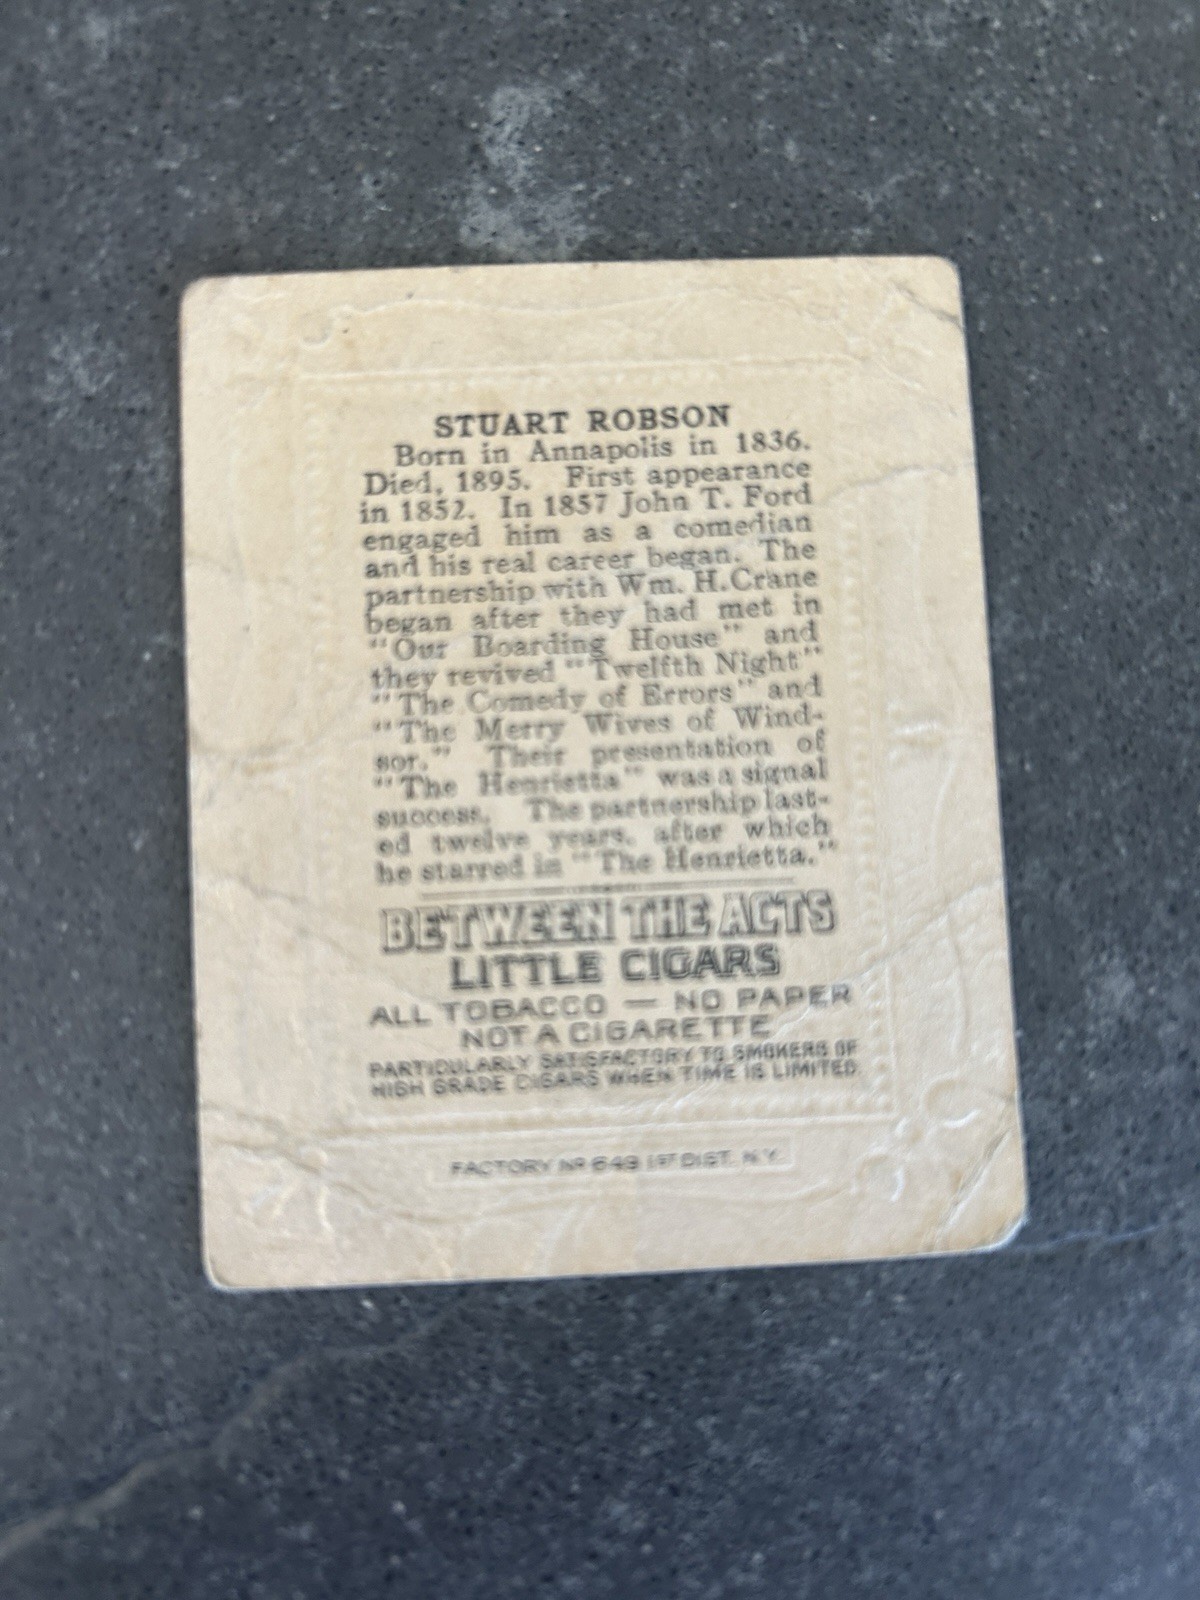 STUART ROBSON
Born in Annapolis in 1836.
Died, 1895. First appearance
in 1852. In 1857 John T. Ford
engaged him as a comedian
and his real career began. The
partnership with Wm. H. Crane
began after they had met in
"Our Boarding House" and
they revived "Twelfth Night"
"The Comedy of Errors" and
"The Merry Wives of Wind-
sor." Their presentation of
"The Henrietta" was a signal
success. The partnership last-
ed twelve years, after which
he starred in "The Henrietta."
BETWEEN THE ACTS
LITTLE CIGARS
ALL TOBACCO — NO PAPER
NOT A CIGARETTE
PARTICULARLY SATISFACTORY TO SMOKERS OF
HIGH GRADE CIGARS WHEN TIME IS LIMITED.
FACTORY Nº 649 1ST DIST. N.Y.